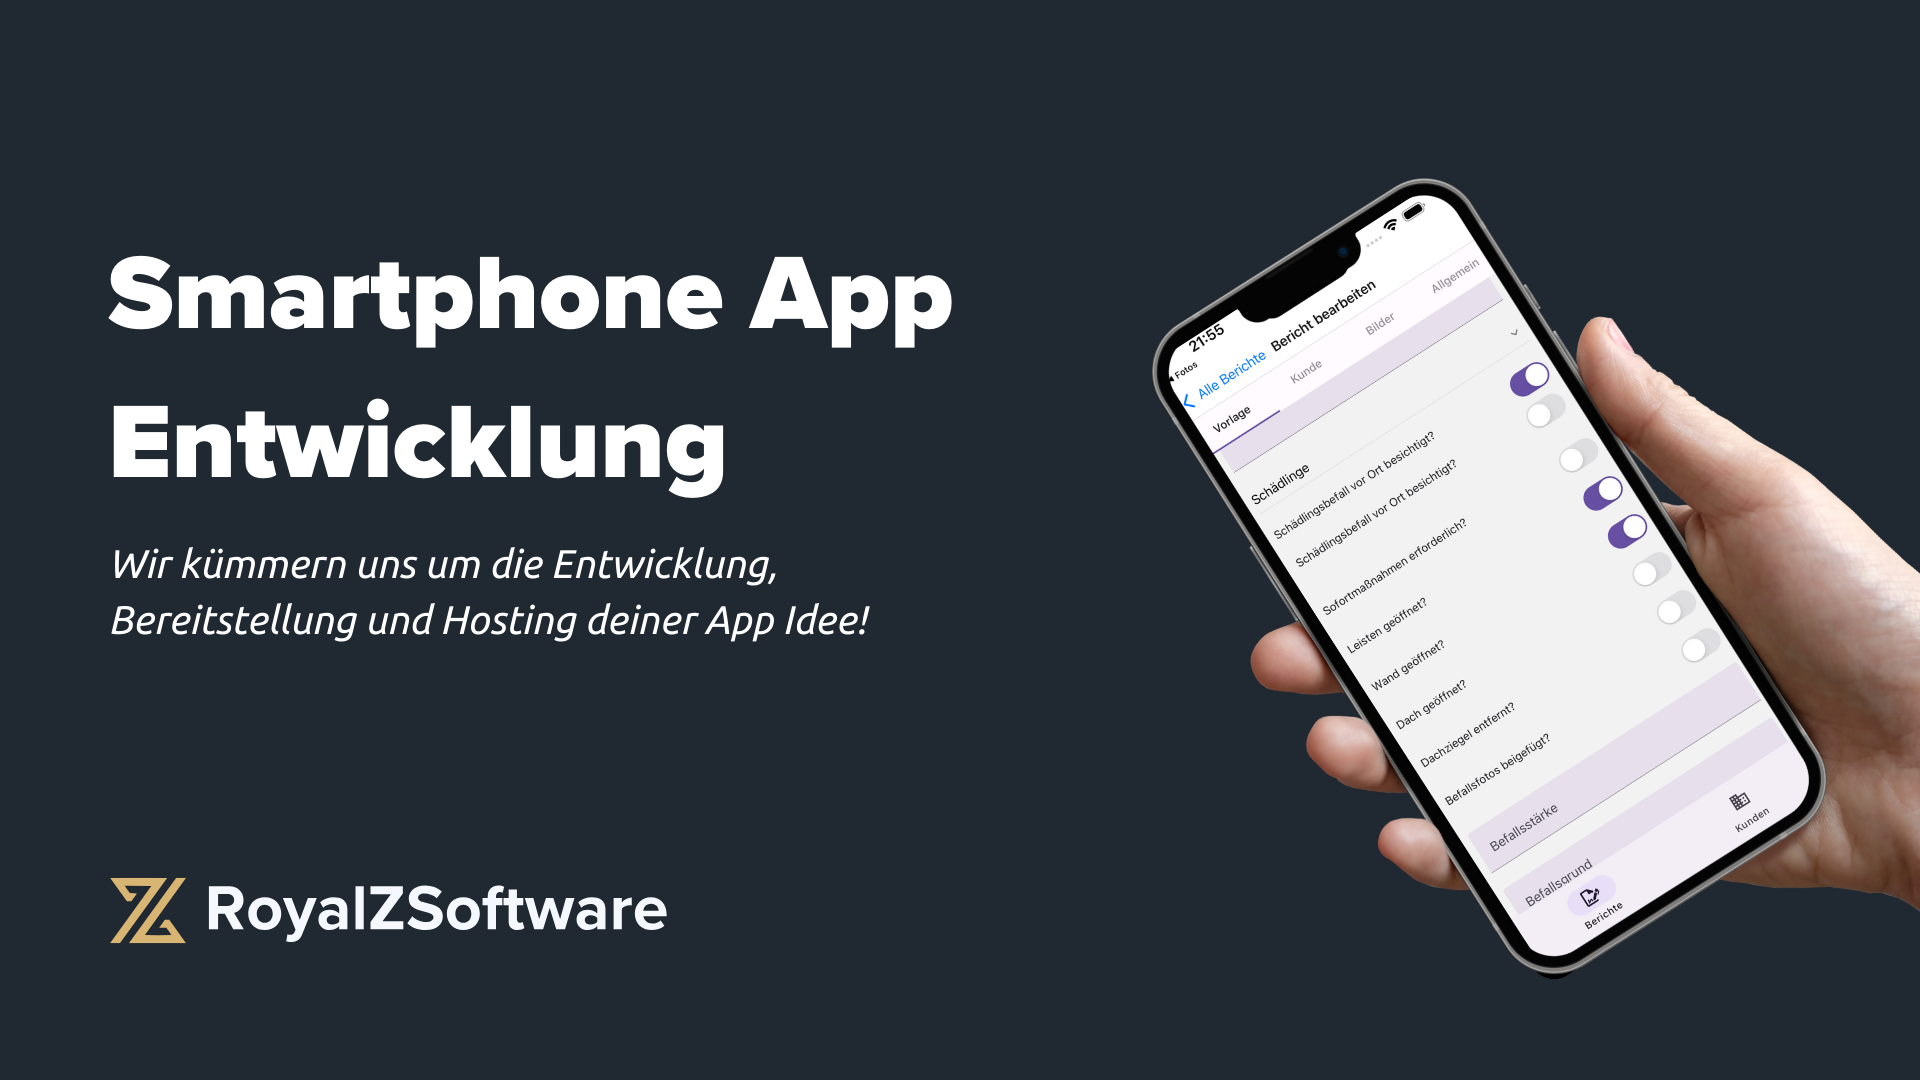 Smartphone App
Entwicklung
Wir kümmern uns um die Entwicklung,
Bereitstellung und Hosting deiner App Idee!
RoyalZSoftware
21:55
Fotos
Alle Berichte
Bericht bearbeiten
Vorlage
Kunde
Bilder
Allgemein
Schädlinge
Schädlingsbefall vor Ort besichtigt?
Schädlingsbefall vor Ort besichtigt?
Sofortmaßnahmen erforderlich?
Leisten geöffnet?
Wand geöffnet?
Dach geöffnet?
Dachziegel entfernt?
Befallsfotos beigefügt?
Befallsstärke
Befallsgrund
Berichte
Kunden